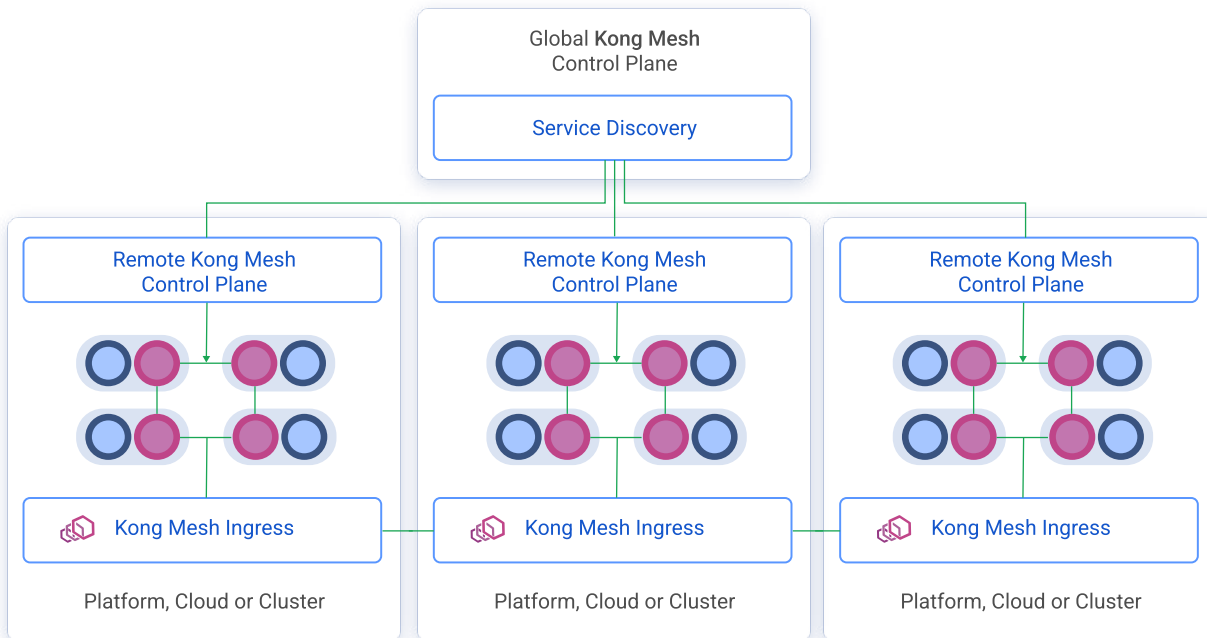 Global Kong Mesh
Control Plane
Service Discovery
Remote Kong Mesh
Control Plane
Remote Kong Mesh
Control Plane
Remote Kong Mesh
Control Plane
Kong Mesh Ingress
Kong Mesh Ingress
Kong Mesh Ingress
Platform, Cloud or Cluster
Platform, Cloud or Cluster
Platform, Cloud or Cluster